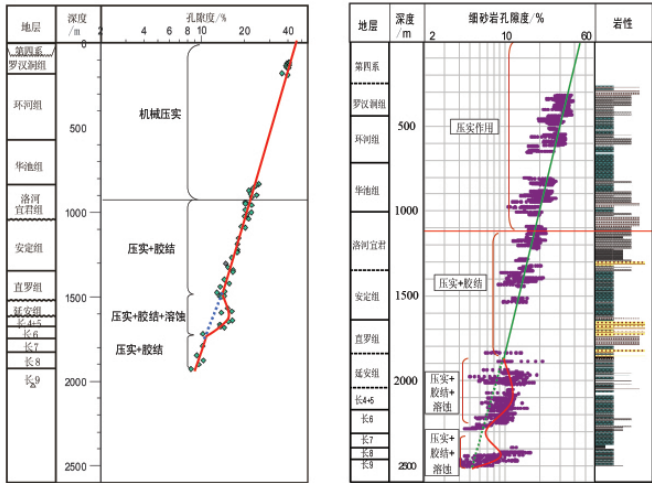 地层
深度
/m
孔隙度/%
8
10
20
40
0
第四系
罗汉洞组
环河组
500
机械压实
华池组
洛河
宜君组
1000
安定组
压实+胶结
直罗组
1500
延安组
压实+胶结+溶蚀
长4+5
长6
压实+胶结
长7
长8
长9
2000
2500
地层
深度
/m
细砂岩孔隙度/%
岩性
2
10
60
第四系
罗汉洞组
500
压实作用
环河组
华池组
1000
洛河宜君
压实+胶结
安定组
1500
直罗组
延安组
2000
压实+
胶结+
溶蚀
长4+5
长6
长7
压实+
胶结+
溶蚀
长8
长9
2500